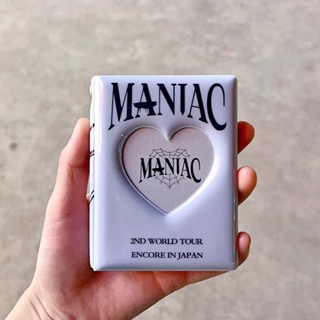 MANIAC
MANIAC
2ND WORLD TOUR
ENCORE IN JAPAN